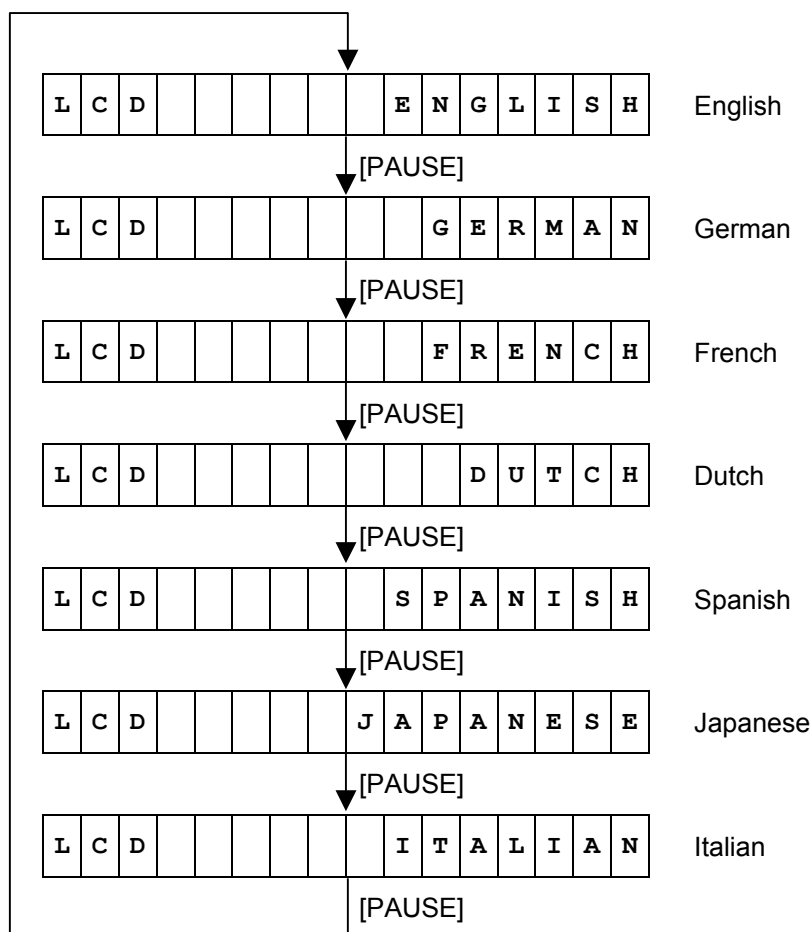 LCD ENGLISH English
[PAUSE]
LCD GERMAN German
[PAUSE]
LCD FRENCH French
[PAUSE]
LCD DUTCH Dutch
[PAUSE]
LCD SPANISH Spanish
[PAUSE]
LCD JAPANESE Japanese
[PAUSE]
LCD ITALIAN Italian
[PAUSE]